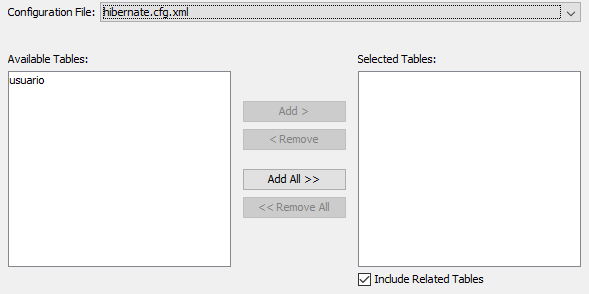 Configuration File: hibernate.cfg.xml
Available Tables:
Selected Tables:
usuario
Add >
< Remove
Add All >>
<< Remove All
Include Related Tables